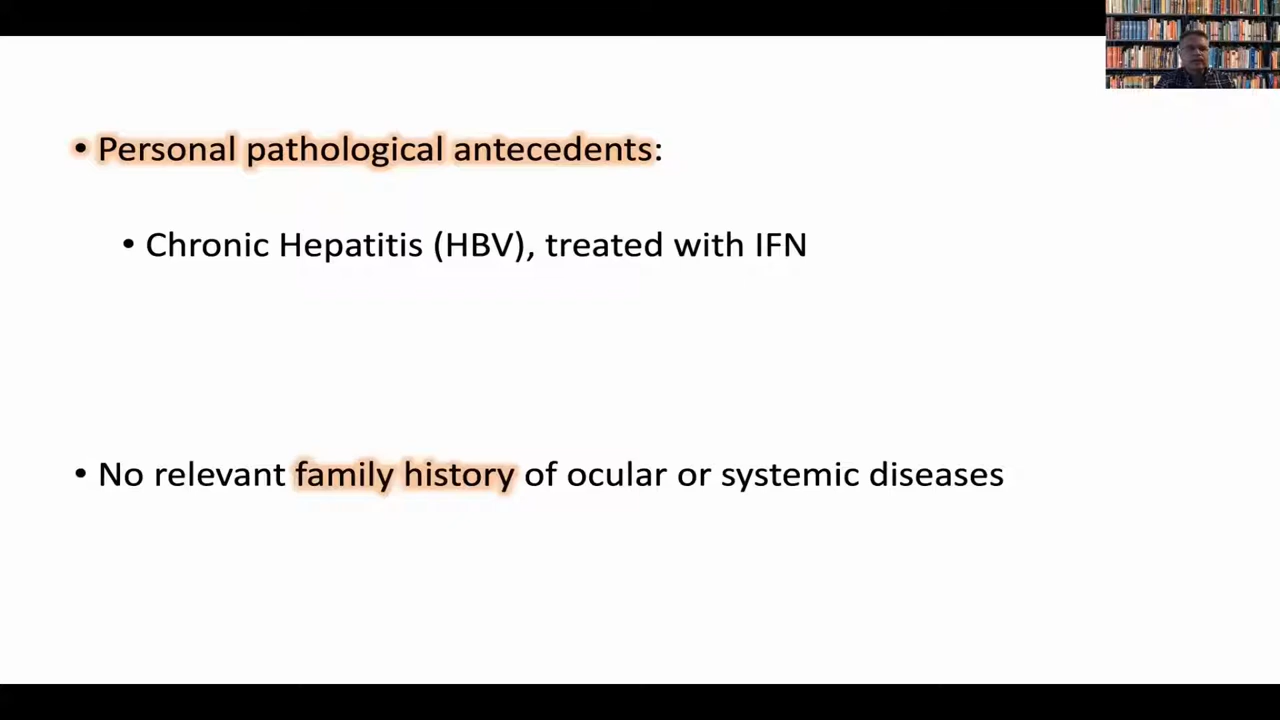 • Personal pathological antecedents:
• Chronic Hepatitis (HBV), treated with IFN
• No relevant family history of ocular or systemic diseases